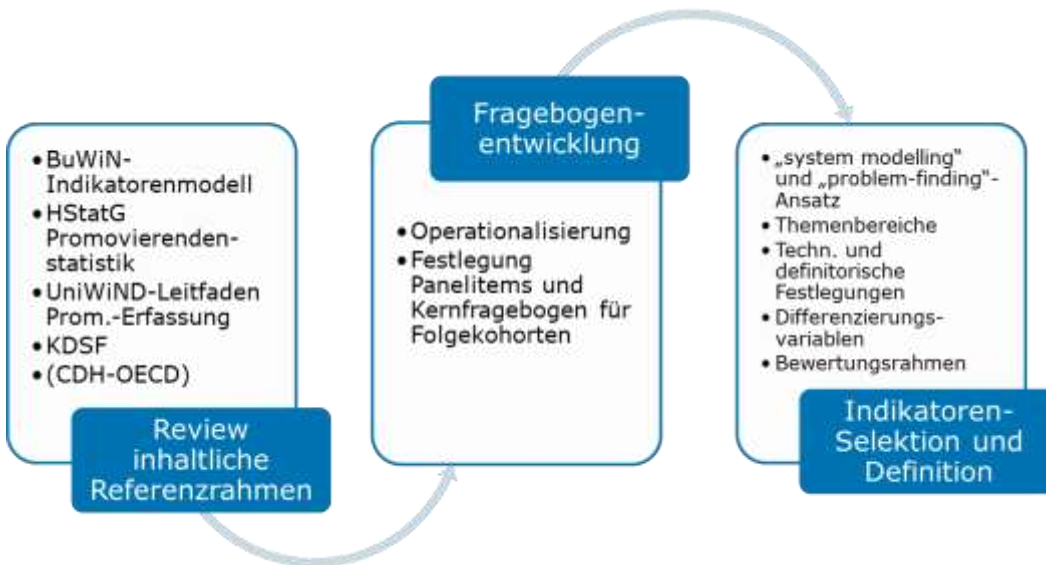 • BuWiN-
Indikatorenmodell
• HStatG
Promovierenden-
statistik
• UniWiND-Leitfaden
Prom.-Erfassung
• KDSF
• (CDH-OECD)
Review
inhaltliche
Referenzrahmen
Fragebogen-
entwicklung
• Operationalisierung
• Festlegung
Panelitems und
Kernfragebogen für
Folgekohorten
• „system modelling“
und „problem-finding“-
Ansatz
• Themenbereiche
• Techn. und
definitorische
Festlegungen
• Differenzierungs-
variablen
• Bewertungsrahmen
Indikatoren-
Selektion und
Definition